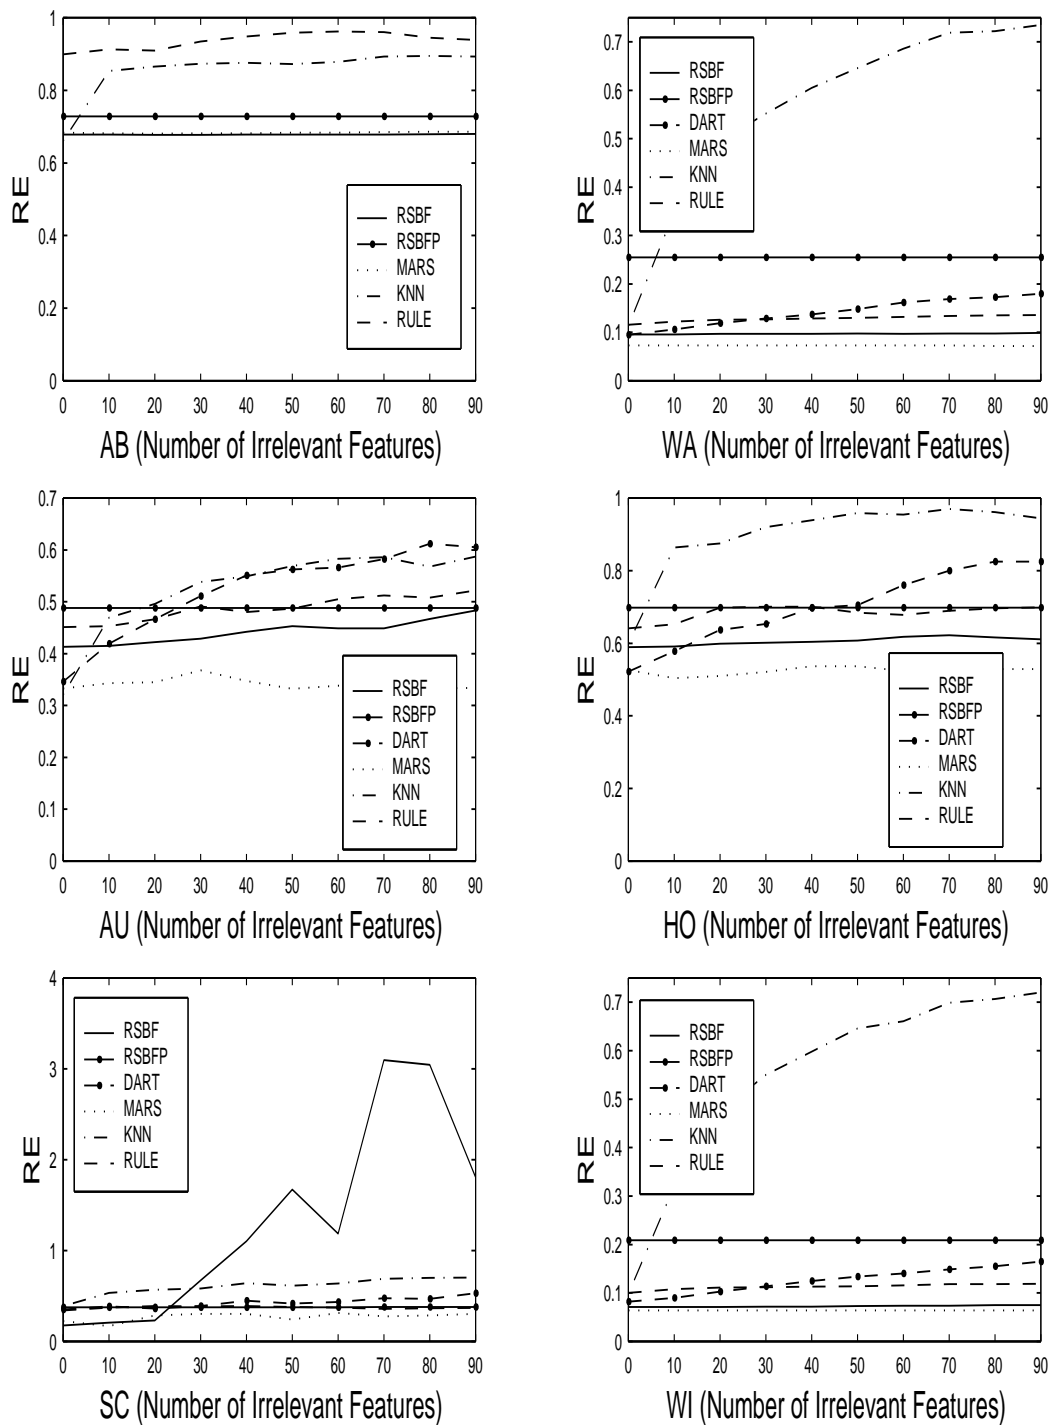 1
0.8
0.6
0.4
0.2
0
RE
RSBF
RSBFP
MARS
KNN
RULE
0 10 20 30 40 50 60 70 80 90
AB (Number of Irrelevant Features)
0.7
0.6
0.5
0.4
0.3
0.2
0.1
0
RE
RSBF
RSBFP
DART
MARS
KNN
RULE
0 10 20 30 40 50 60 70 80 90
WA (Number of Irrelevant Features)
0.7
0.6
0.5
0.4
0.3
0.2
0.1
0
RE
RSBF
RSBFP
DART
MARS
KNN
RULE
0 10 20 30 40 50 60 70 80 90
AU (Number of Irrelevant Features)
1
0.8
0.6
0.4
0.2
0
RE
RSBF
RSBFP
DART
MARS
KNN
RULE
0 10 20 30 40 50 60 70 80 90
HO (Number of Irrelevant Features)
4
3
2
1
0
RE
RSBF
RSBFP
DART
MARS
KNN
RULE
0 10 20 30 40 50 60 70 80 90
SC (Number of Irrelevant Features)
0.7
0.6
0.5
0.4
0.3
0.2
0.1
0
RE
RSBF
RSBFP
DART
MARS
KNN
RULE
0 10 20 30 40 50 60 70 80 90
WI (Number of Irrelevant Features)